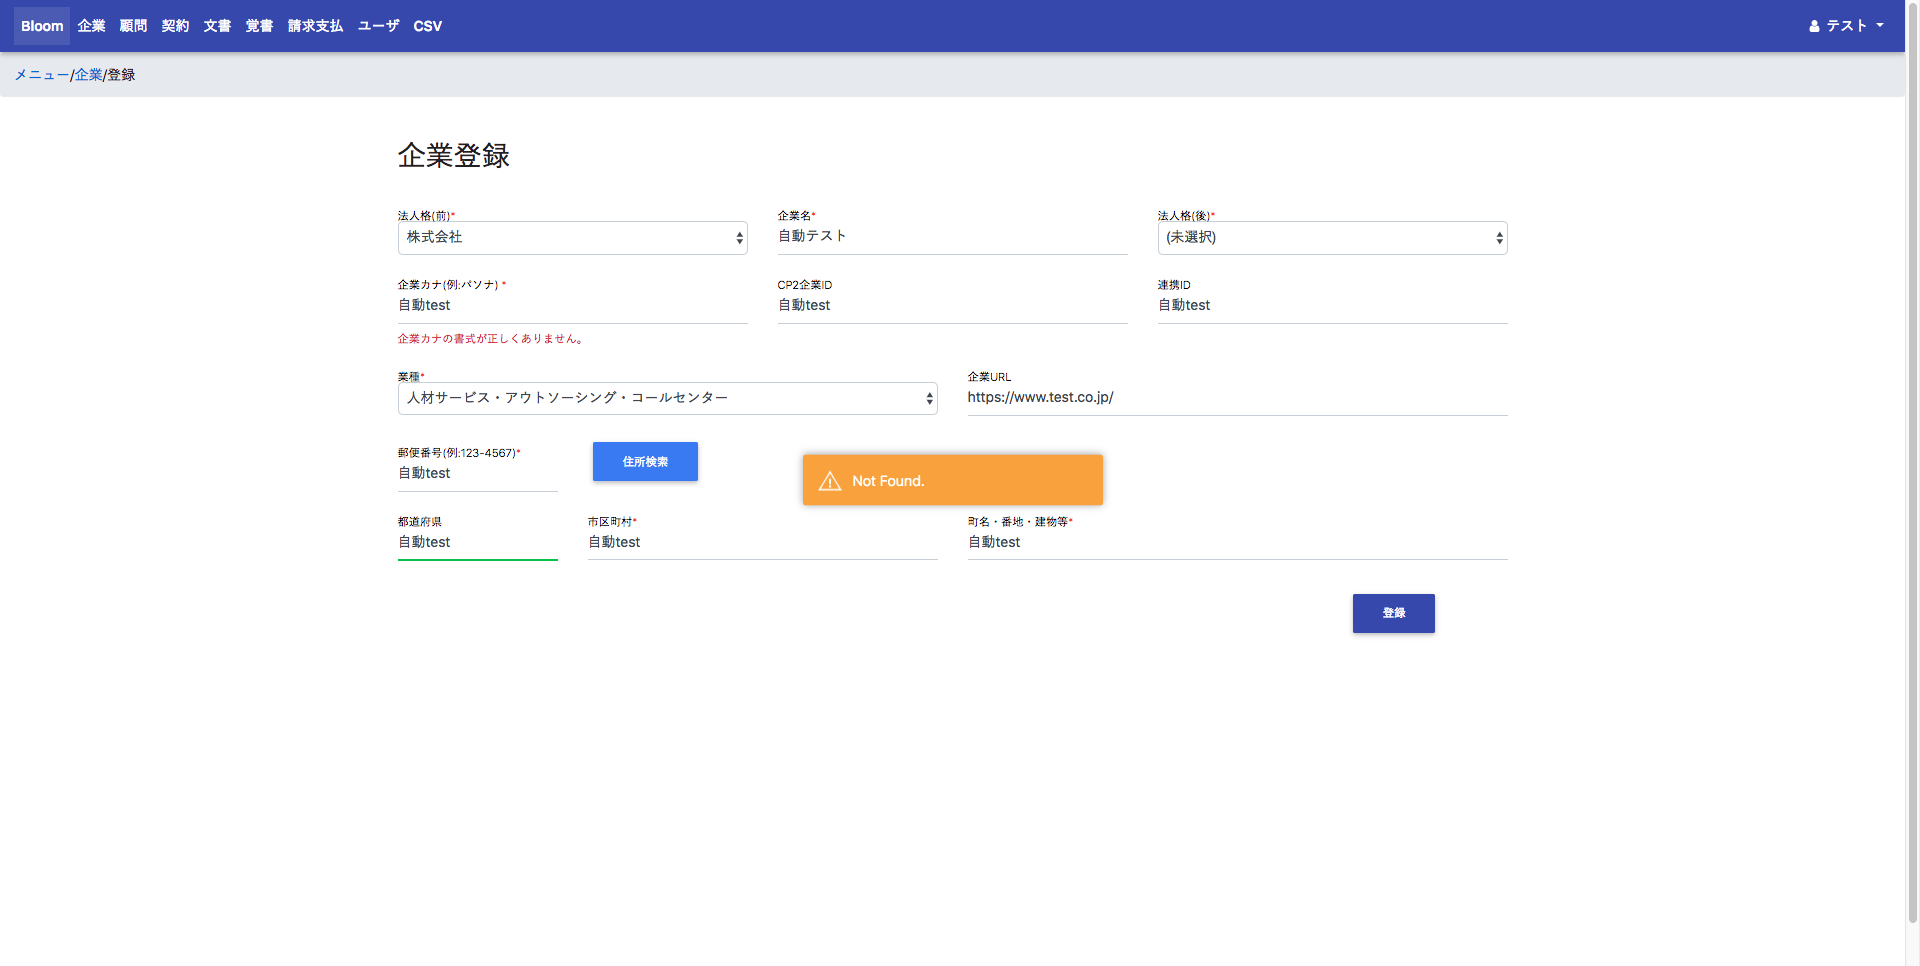 Bloom 企業 顧問 契約 文書 覚書 請求支払 ユーザ CSV テスト
メニュー/企業/登録
企業登録
法人格(前)* 企業名* 法人格(後)*
株式会社 自動テスト (未選択)
企業カナ(例:パソナ) * CP2企業ID 連携ID
自動test 自動test 自動test
企業カナの書式が正しくありません。
業種* 企業URL
人材サービス・アウトソーシング・コールセンター https://www.test.co.jp/
郵便番号(例:123-4567)* 住所検索
自動test Not Found.
都道府県 市区町村* 町名・番地・建物等*
自動test 自動test 自動test
登録